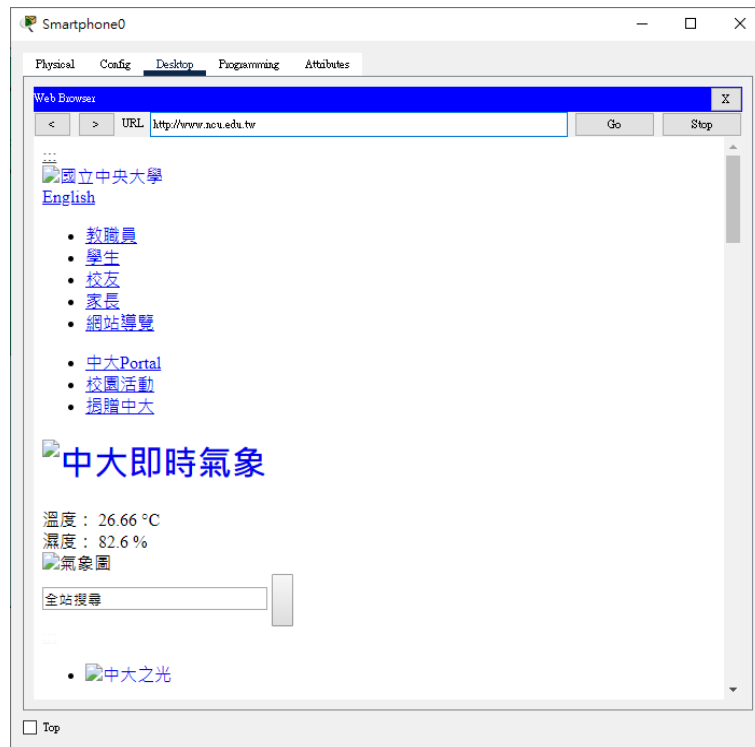 Smartphone0
Physical Config Desktop Programming Attributes
Web Browser X
< > URL http://www.ncu.edu.tw Go Stop
:::
國立中央大學
English
教職員
學生
校友
家長
網站導覽
中大Portal
校園活動
捐贈中大
中大即時氣象
溫度： 26.66 °C
濕度： 82.6 %
氣象圖
全站搜尋
中大之光
Top